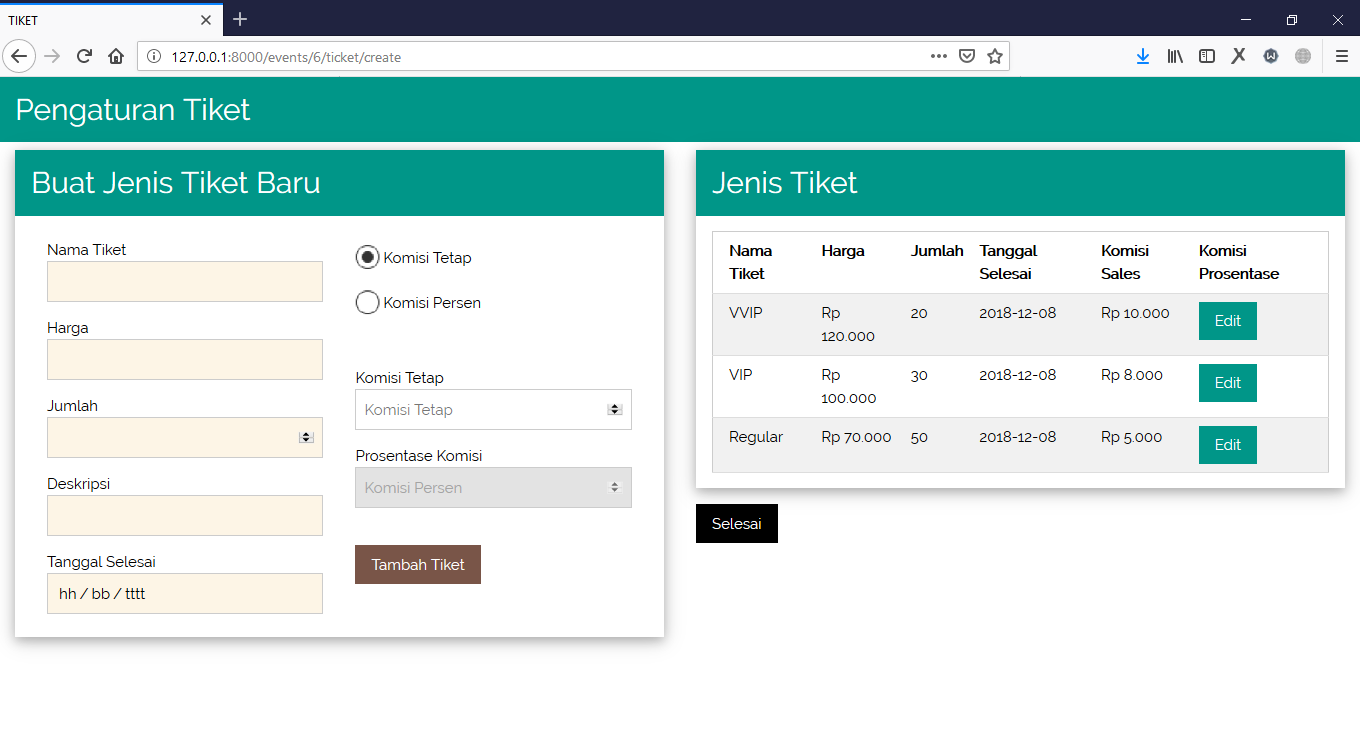 TIKET
127.0.0.1:8000/events/6/ticket/create
Pengaturan Tiket
Buat Jenis Tiket Baru
Nama Tiket
Harga
Jumlah
Deskripsi
Tanggal Selesai
hh / bb / tttt
Komisi Tetap
Komisi Persen
Komisi Tetap
Komisi Tetap
Prosentase Komisi
Komisi Persen
Tambah Tiket
Jenis Tiket
Nama Harga Jumlah Tanggal Komisi Komisi
Tiket Selesai Sales Prosentase
VVIP Rp 20 2018-12-08 Rp 10.000 Edit
120.000
VIP Rp 30 2018-12-08 Rp 8.000 Edit
100.000
Regular Rp 70.000 50 2018-12-08 Rp 5.000 Edit
Selesai